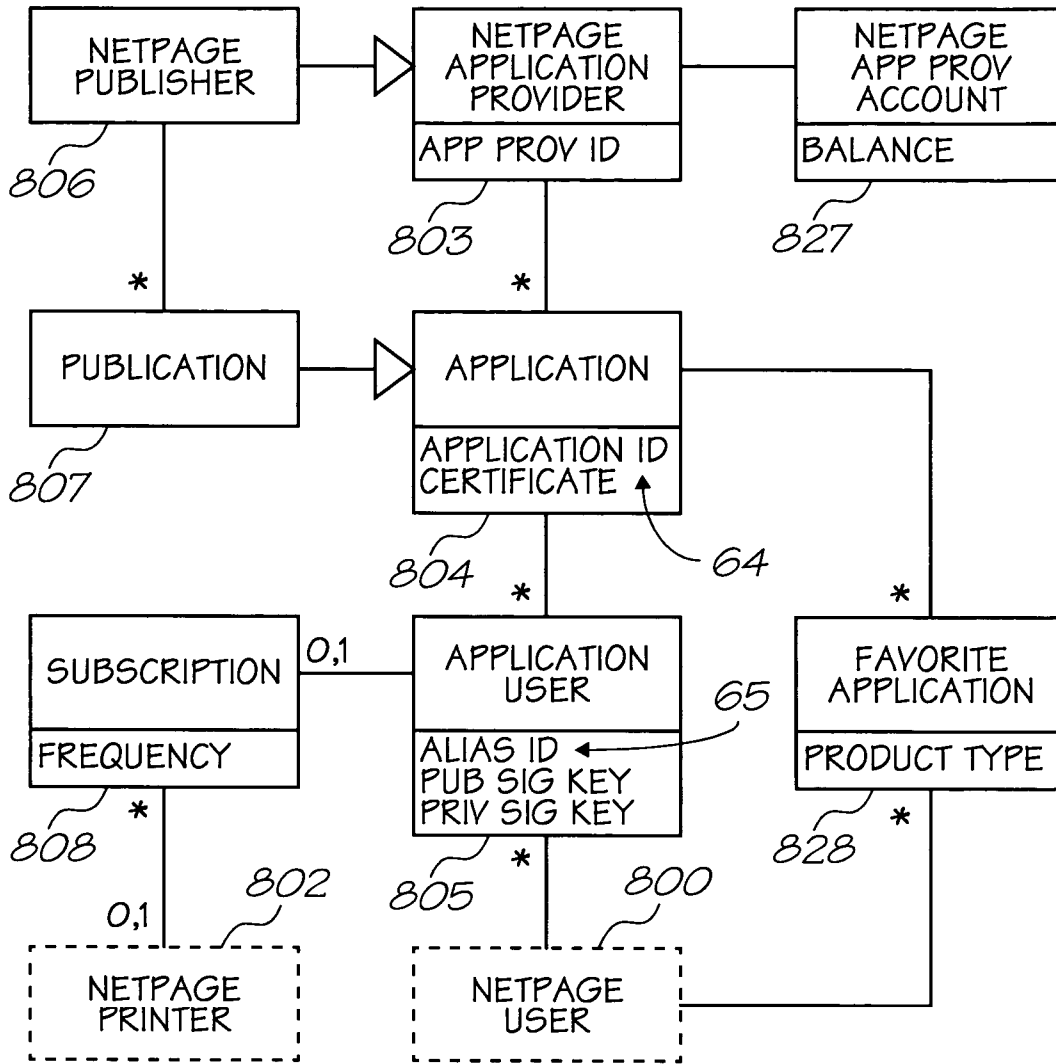 NETPAGE
PUBLISHER
NETPAGE
APPLICATION
PROVIDER
APP PROV ID
NETPAGE
APP PROV
ACCOUNT
BALANCE
806
803
827
*
*
PUBLICATION
APPLICATION
APPLICATION ID
CERTIFICATE
807
804
64
*
*
SUBSCRIPTION
FREQUENCY
0,1
APPLICATION
USER
ALIAS ID
PUB SIG KEY
PRIV SIG KEY
65
FAVORITE
APPLICATION
PRODUCT TYPE
808
*
805
*
828
*
802
800
0,1
NETPAGE
PRINTER
NETPAGE
USER